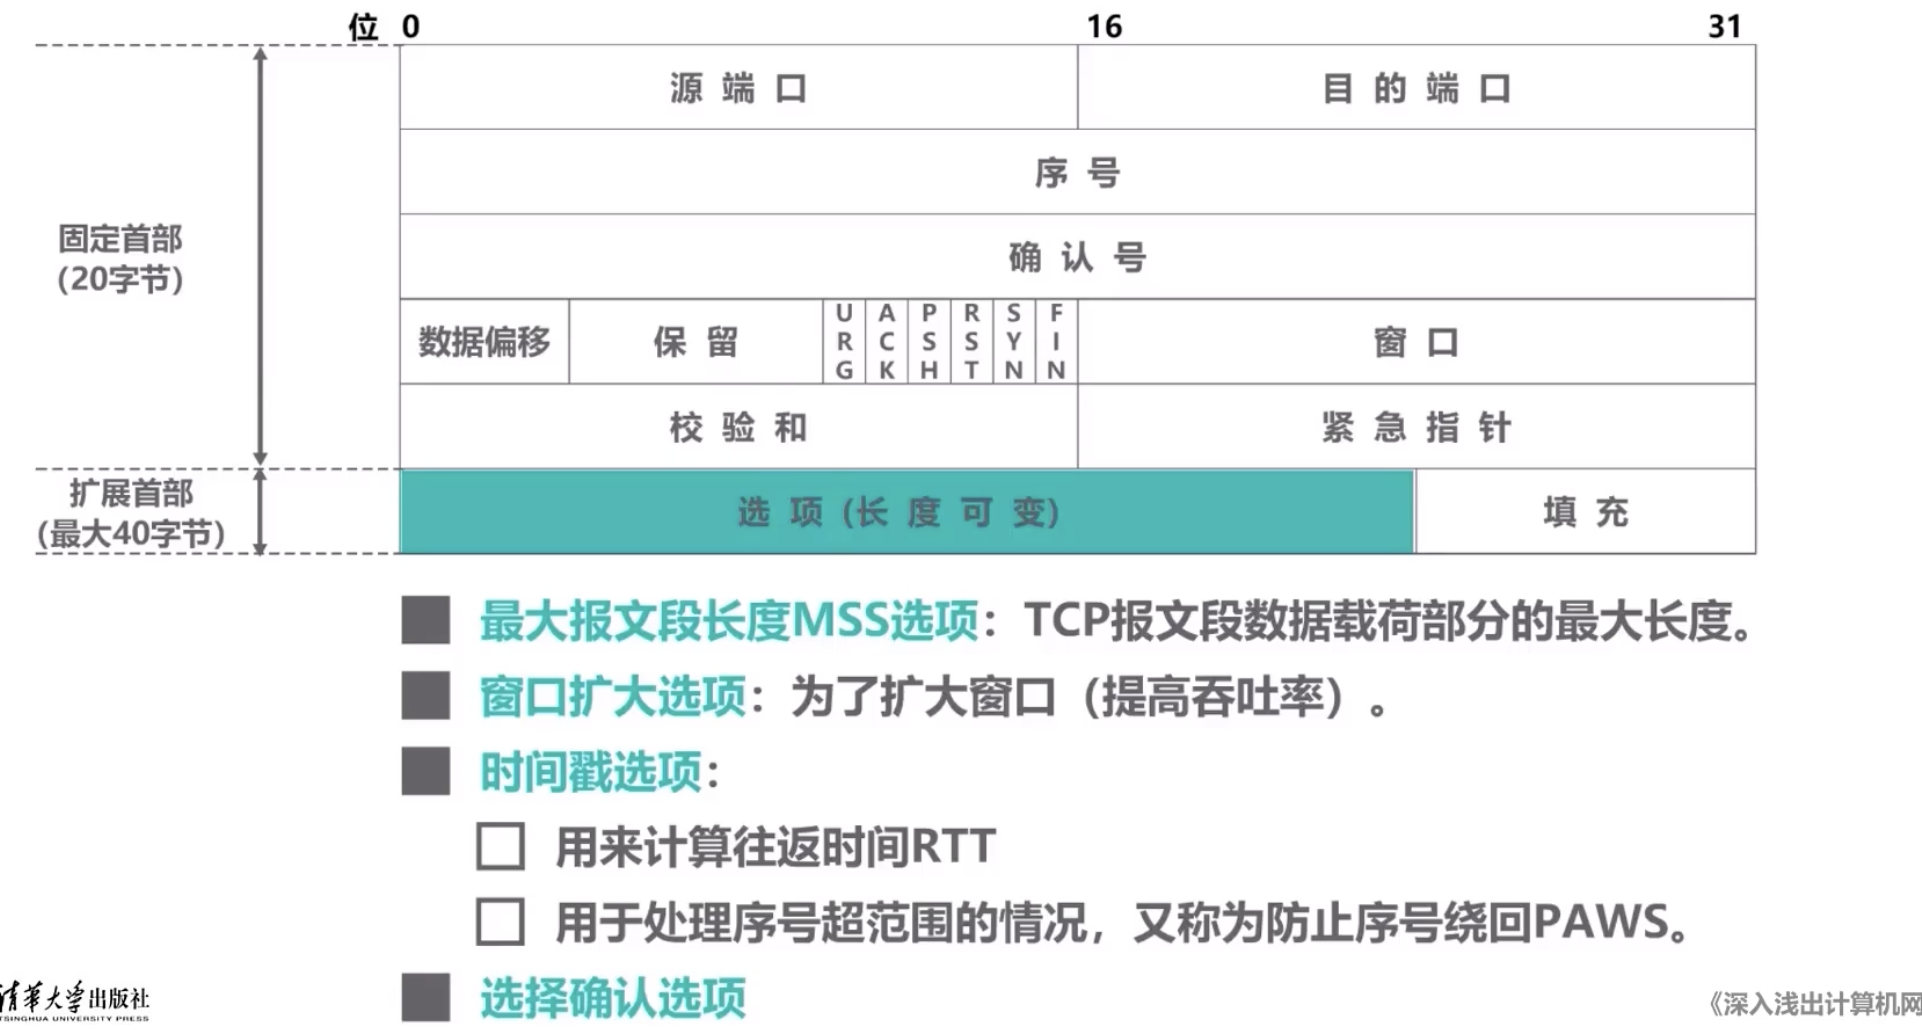 位 0 16 31
源端口 目的端口
序号
确认号
固定首部
(20字节)
数据偏移 保留 URG ACK PSH RST SYN FIN 窗口
校验和 紧急指针
扩展首部
(最大40字节)
选项(长度可变) 填充
最大报文段长度MSS选项：TCP报文段数据载荷部分的最大长度。
窗口扩大选项：为了扩大窗口（提高吞吐率）。
时间戳选项：
用来计算往返时间RTT
用于处理序号超范围的情况，又称为防止序号绕回PAWS。
选择确认选项
清华大学出版社
TSINGHUA UNIVERSITY PRESS
《深入浅出计算机网